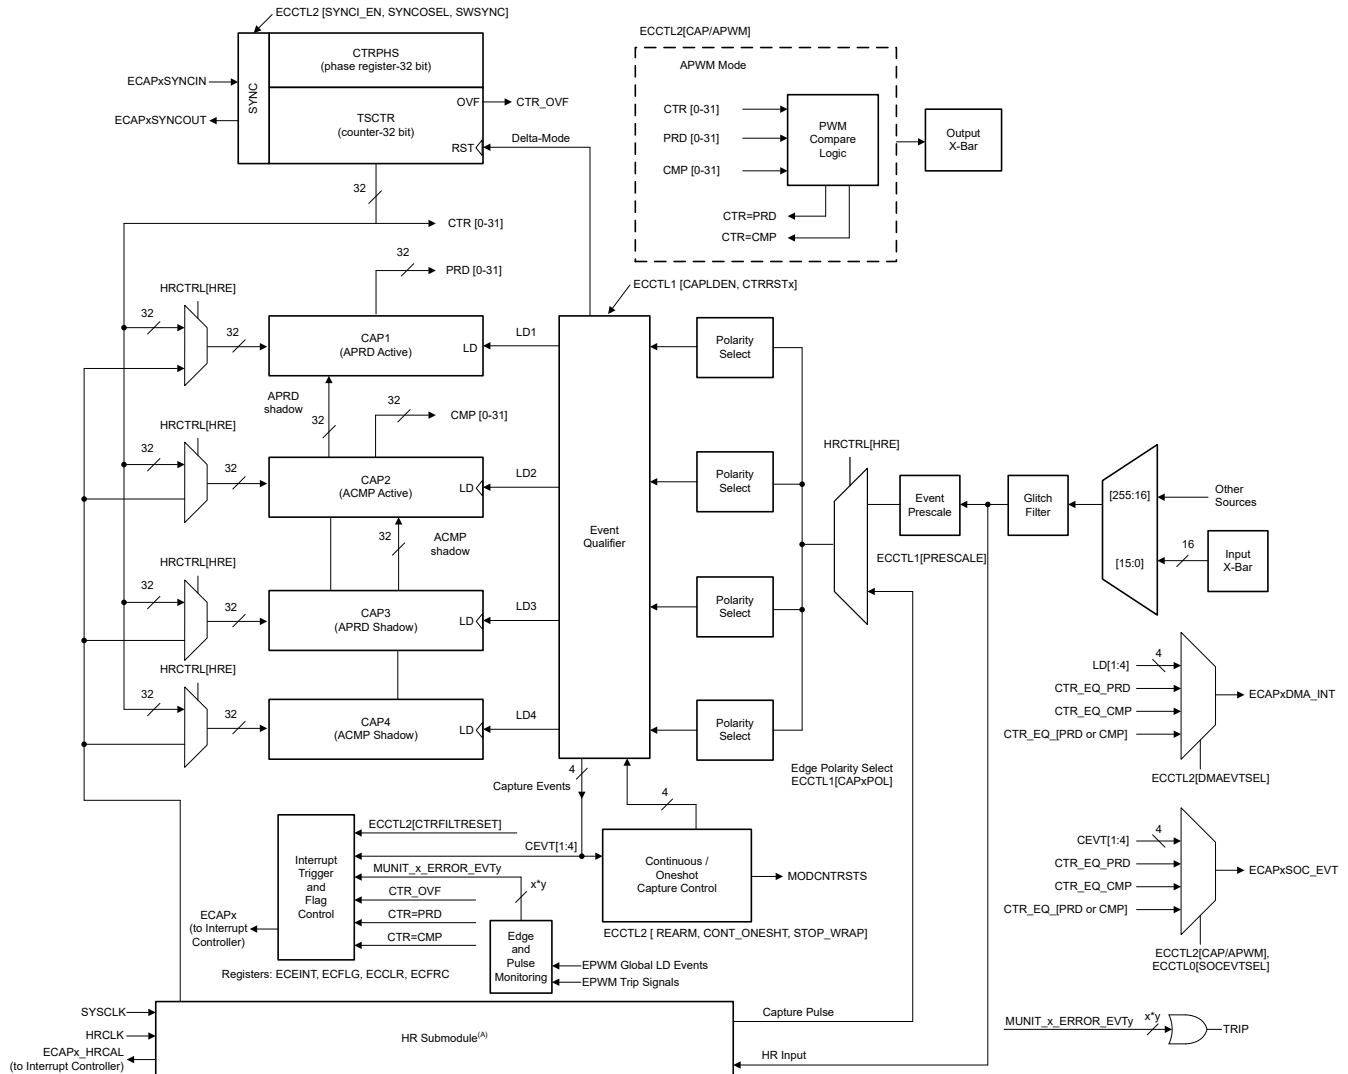 ECCTL2 [SYNCI_EN, SYNCOSEL, SWSYNC]
CTRPHS
(phase register-32 bit)
SYNC
ECAPxSYNCIN
ECAPxSYNCOUT
TSCTR
(counter-32 bit)
OVF
CTR_OVF
RST
Delta-Mode
32
CTR [0-31]
ECCTL2[CAP/APWM]
APWM Mode
CTR [0-31]
PRD [0-31]
CMP [0-31]
PWM
Compare
Logic
CTR=PRD
CTR=CMP
Output
X-Bar
32
PRD [0-31]
HRCTRL[HRE]
32
32
CAP1
(APRD Active)
LD
LD1
ECCTL1 [CAPLDEN, CTRRSTx]
Polarity
Select
APRD
shadow
32
32
CMP [0-31]
HRCTRL[HRE]
32
32
CAP2
(ACMP Active)
LD
LD2
Polarity
Select
Event
Qualifier
32
ACMP
shadow
HRCTRL[HRE]
32
32
CAP3
(APRD Shadow)
LD
LD3
Polarity
Select
HRCTRL[HRE]
32
32
CAP4
(ACMP Shadow)
LD
LD4
Polarity
Select
HRCTRL[HRE]
Event
Prescale
ECCTL1[PRESCALE]
Glitch
Filter
[255:16]
[15:0]
Other
Sources
16
Input
X-Bar
Edge Polarity Select
ECCTL1[CAPxPOL]
4
Capture Events
4
LD[1:4]
4
CTR_EQ_PRD
CTR_EQ_CMP
CTR_EQ_[PRD or CMP]
ECAPxDMA_INT
ECCTL2[DMAEVTSEL]
ECCTL2[CTRFILTRESET]
CEVT[1:4]
MUNIT_x_ERROR_EVTy
CTR_OVF
CTR=PRD
CTR=CMP
Interrupt
Trigger
and
Flag
Control
ECAPx
(to Interrupt
Controller)
Registers: ECEINT, ECFLG, ECCLR, ECFRC
x*y
Edge
and
Pulse
Monitoring
EPWM Global LD Events
EPWM Trip Signals
Continuous /
Oneshot
Capture Control
MODCNTRSTS
ECCTL2 [ REARM, CONT_ONESHT, STOP_WRAP]
CEVT[1:4]
4
CTR_EQ_PRD
CTR_EQ_CMP
CTR_EQ_[PRD or CMP]
ECAPxSOC_EVT
ECCTL2[CAP/APWM],
ECCTL0[SOCEVTSEL]
SYSCLK
HRCLK
ECAPx_HRCAL
(to Interrupt Controller)
HR Submodule(A)
Capture Pulse
HR Input
MUNIT_x_ERROR_EVTy
x*y
TRIP